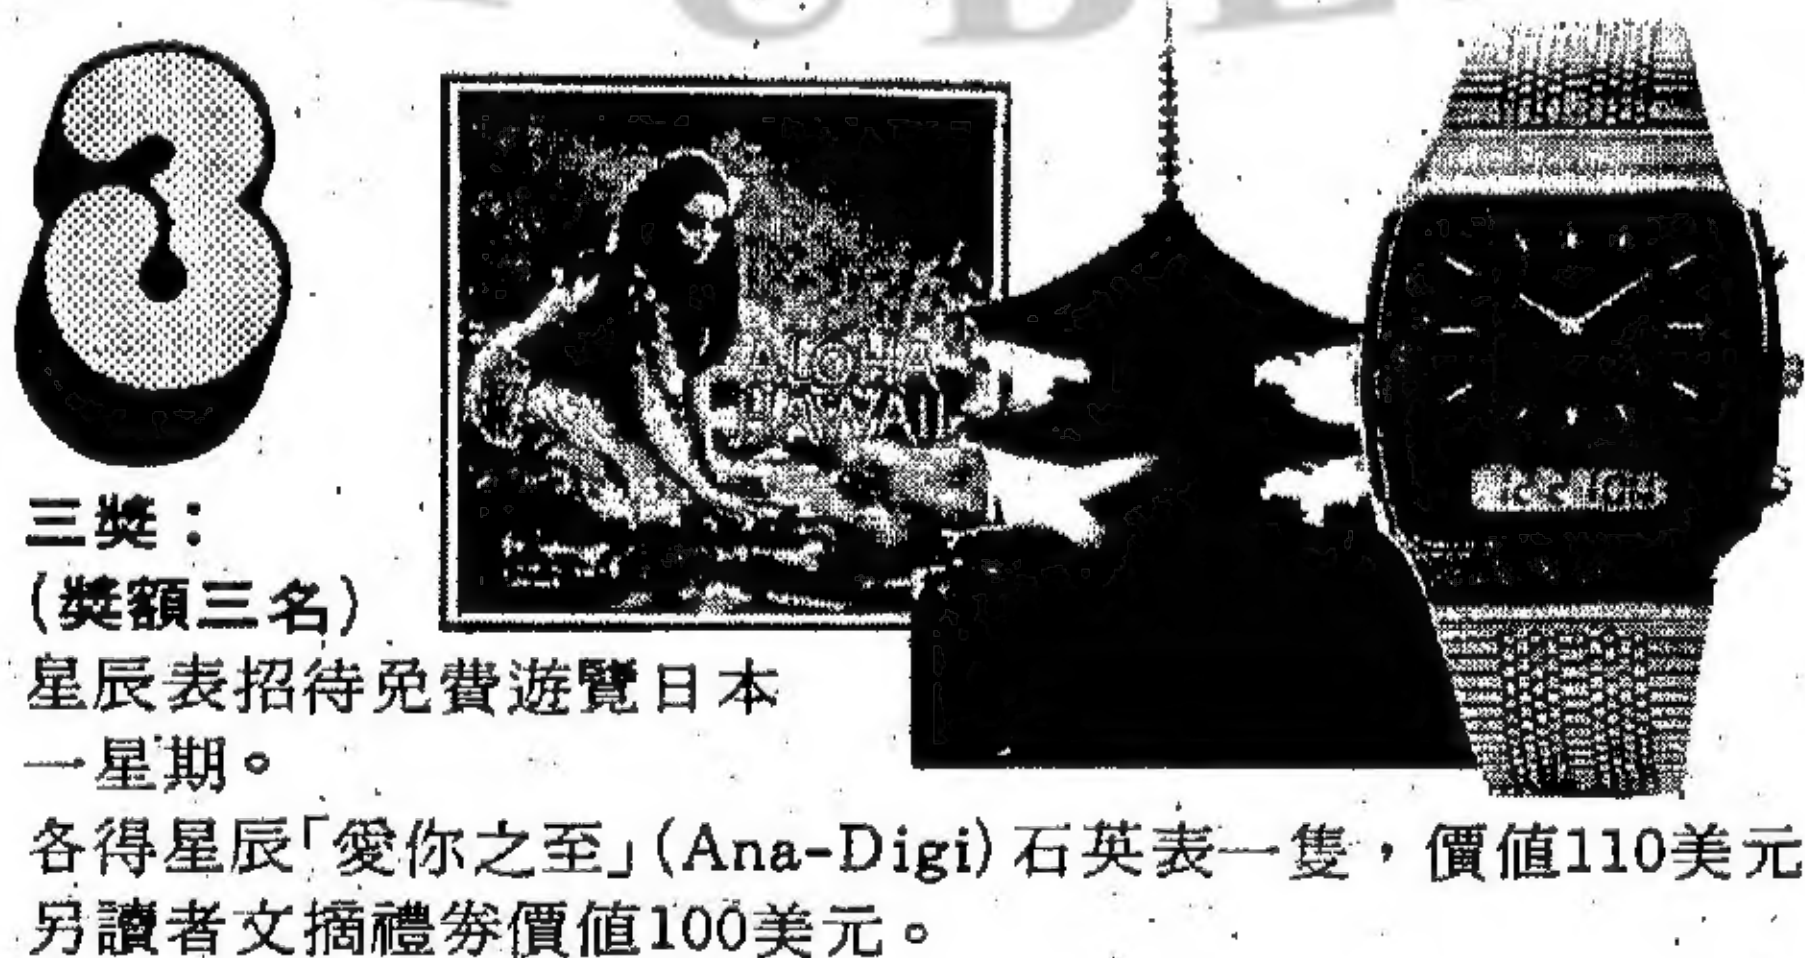 3
三獎：
(獎額三名)
星辰表招待免費遊覽日本
一星期。
ALOHA
HAWAII
各得星辰「愛你之至」(Ana-Digi)石英表一隻，價值110美元
另讀者文摘禮券價值100美元。